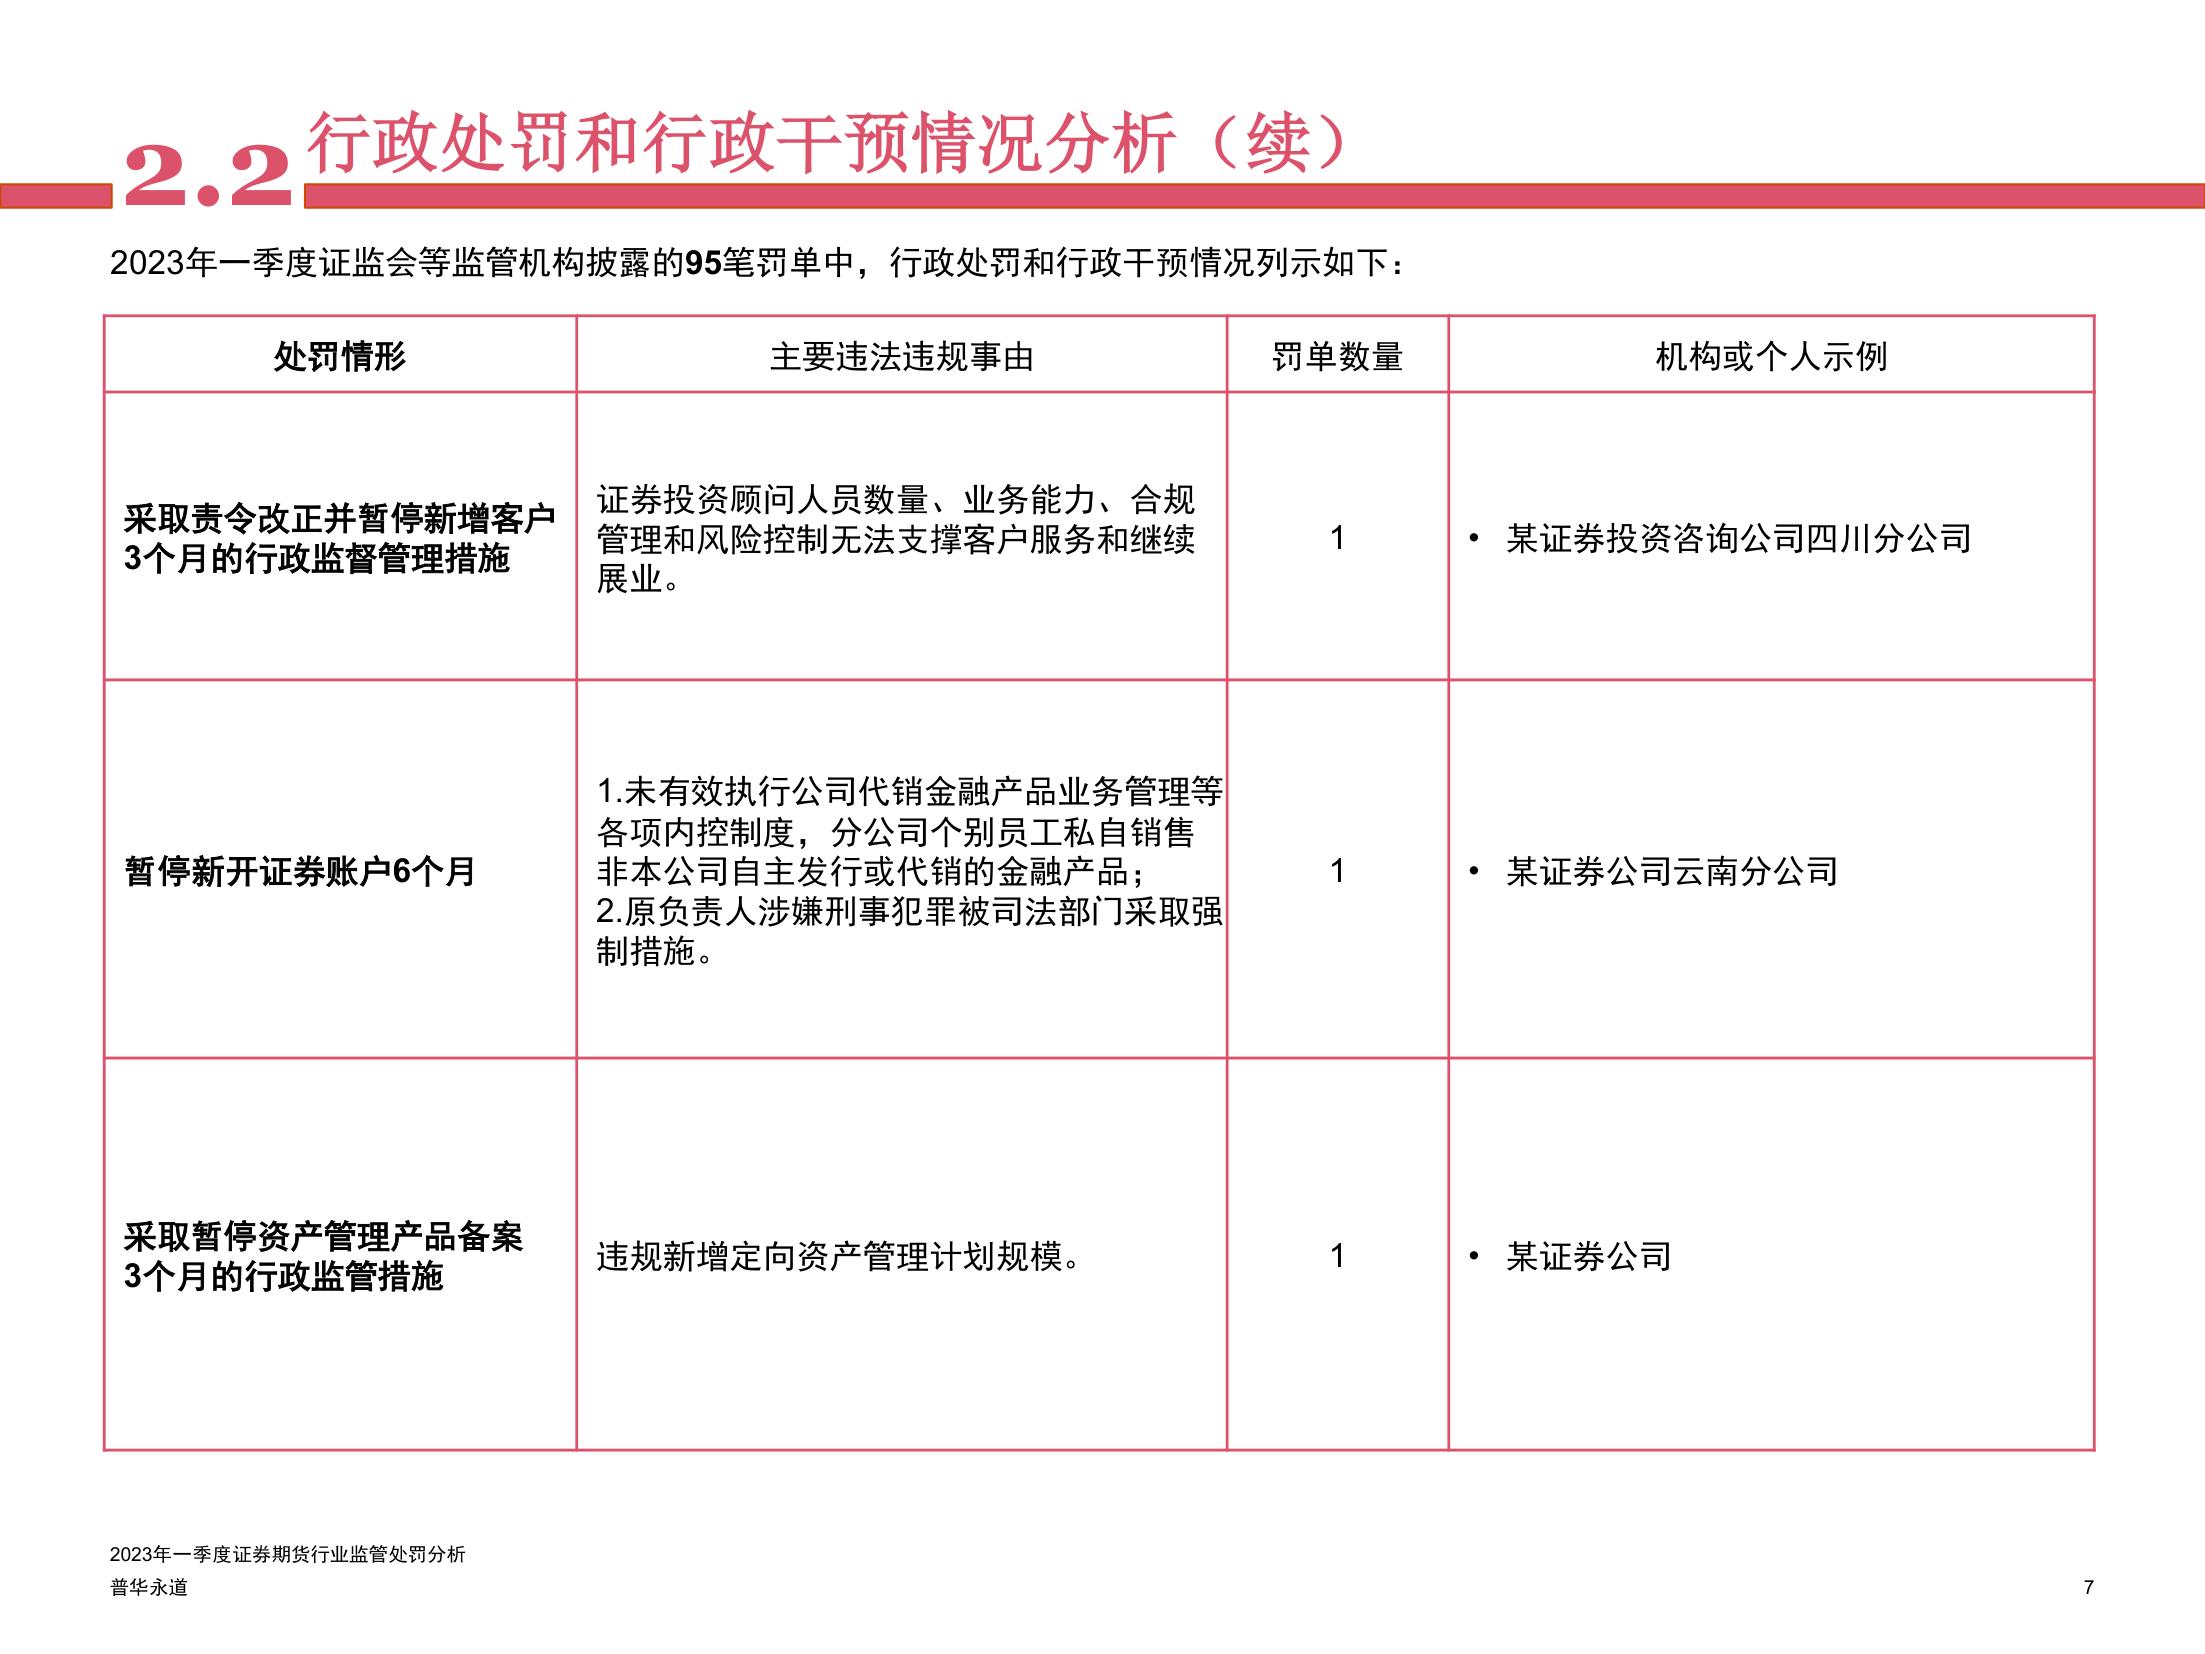 2.2 行政处罚和行政干预情况分析（续）
2023年一季度证监会等监管机构披露的95笔罚单中，行政处罚和行政干预情况列示如下：
处罚情形 主要违法违规事由 罚单数量 机构或个人示例
采取责令改正并暂停新增客户
3个月的行政监督管理措施
证券投资顾问人员数量、业务能力、合规
管理和风险控制无法支撑客户服务和继续
展业。
1
• 某证券投资咨询公司四川分公司
暂停新开证券账户6个月
1.未有效执行公司代销金融产品业务管理等
各项内控制度，分公司个别员工私自销售
非本公司自主发行或代销的金融产品；
2.原负责人涉嫌刑事犯罪被司法部门采取强
制措施。
1
• 某证券公司云南分公司
采取暂停资产管理产品备案
3个月的行政监管措施
违规新增定向资产管理计划规模。
1
• 某证券公司
2023年一季度证券期货行业监管处罚分析
普华永道
7